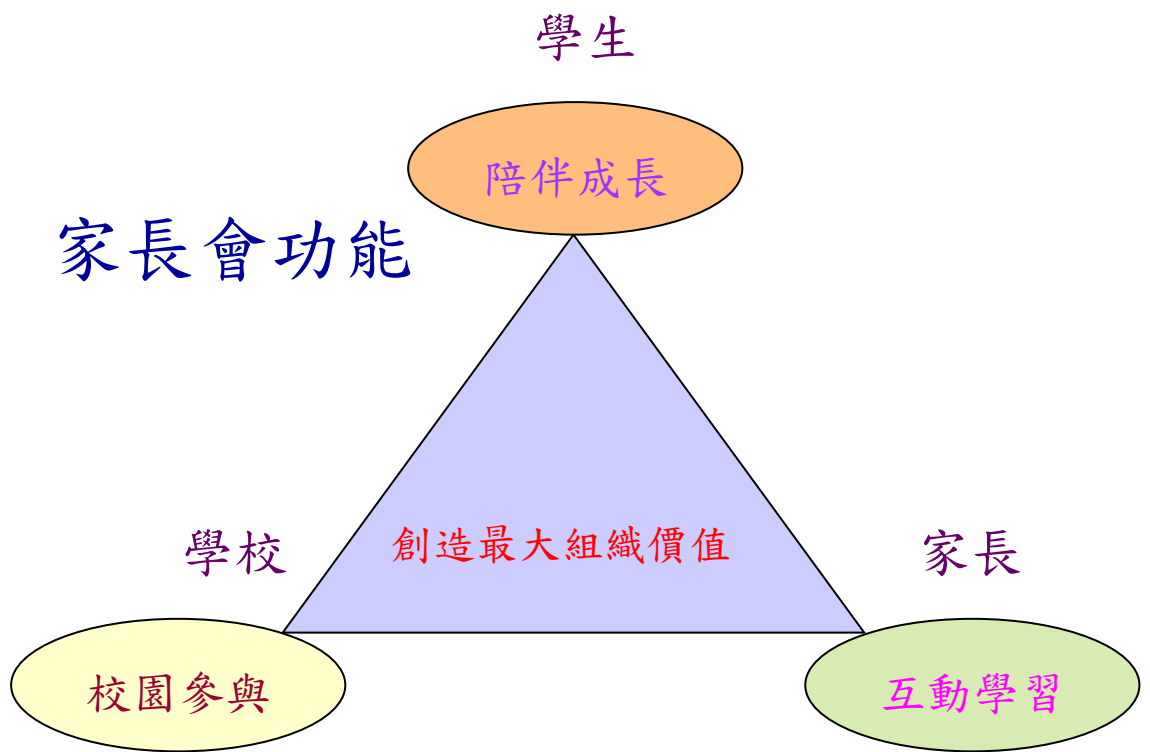 學生
陪伴成長
家長會功能
創造最大組織價值
學校
家長
校園參與
互動學習